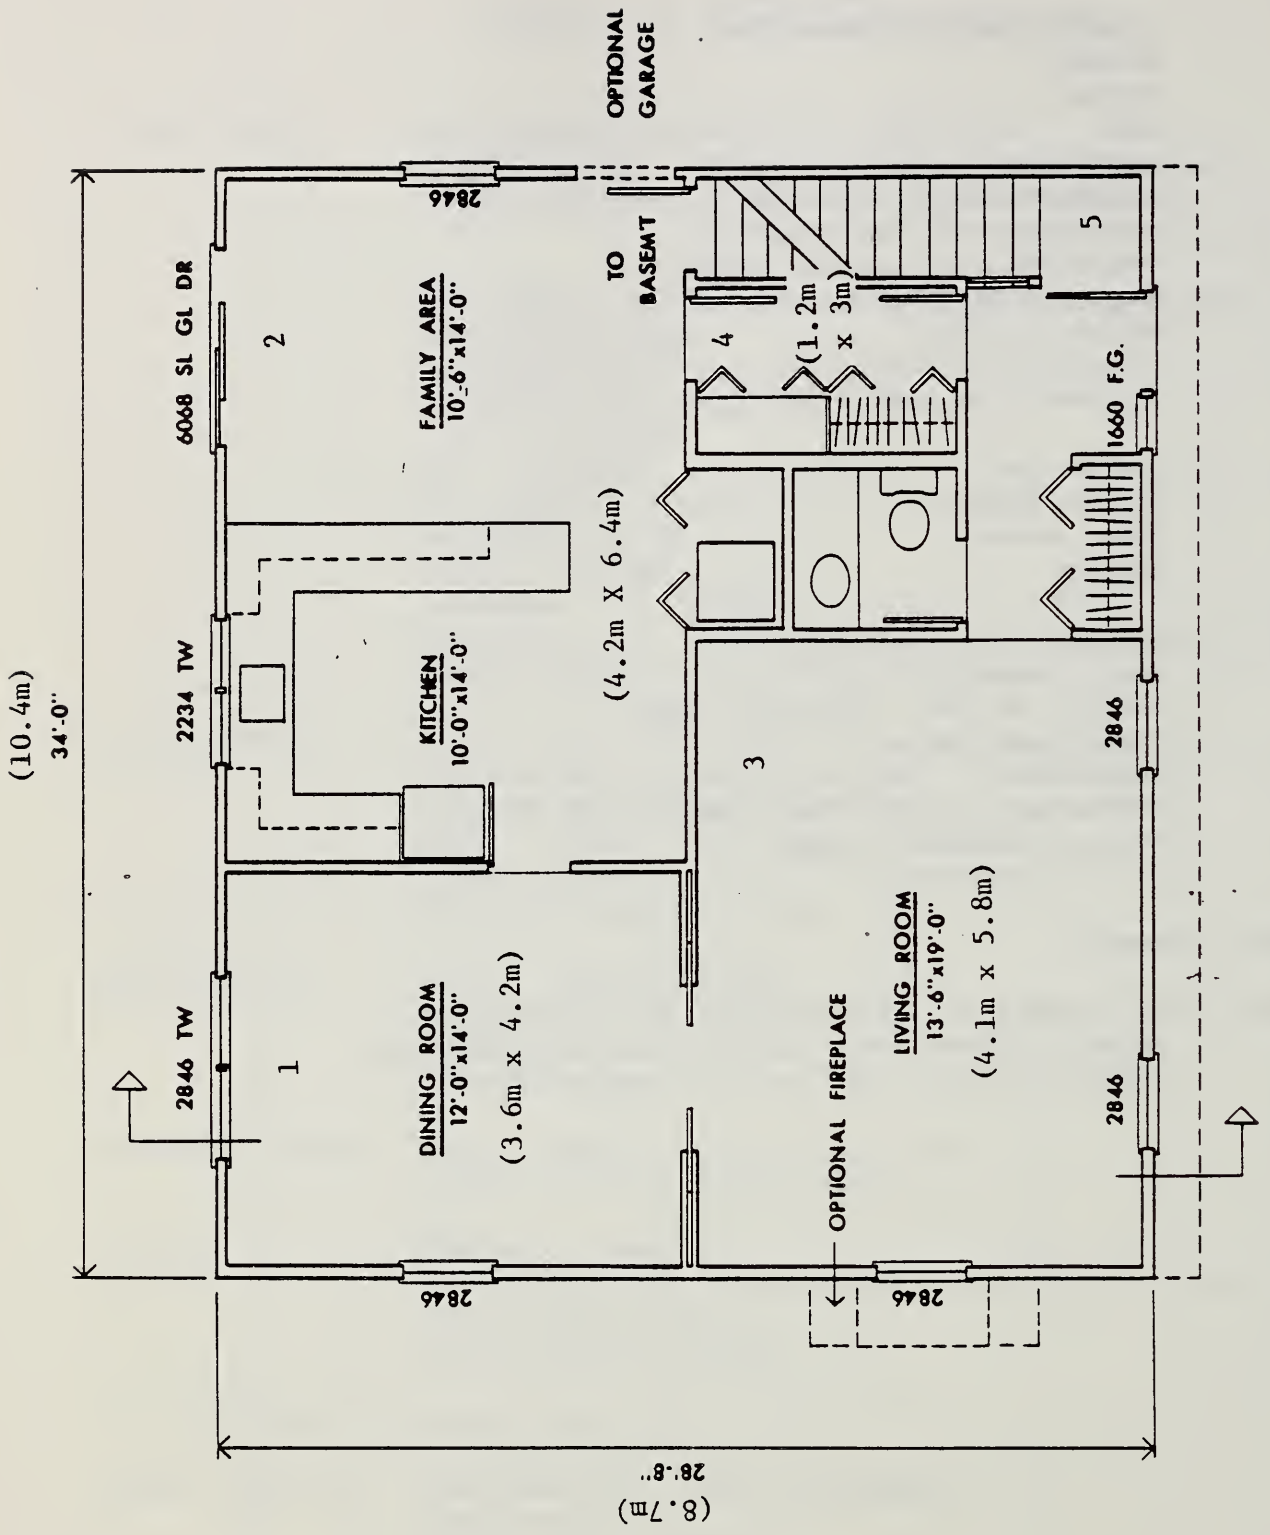 (10.4m)
34'-0"
2846 TW
2234 TW
6068 SL GL DR
1
2
DINING ROOM
12'-0"x14'-0"
(3.6m x 4.2m)
KITCHEN
10'-0"x14'-0"
FAMILY AREA
10'-6"x14'-0"
(4.2m X 6.4m)
2846
2846
TO
BASEM'T
OPTIONAL
GARAGE
3
4
(1.2m
x 3m)
5
OPTIONAL FIREPLACE
LIVING ROOM
13'-6"x19'-0"
(4.1m x 5.8m)
2846
2846
2846
1660 F.G.
28'-8"
(8.7m)